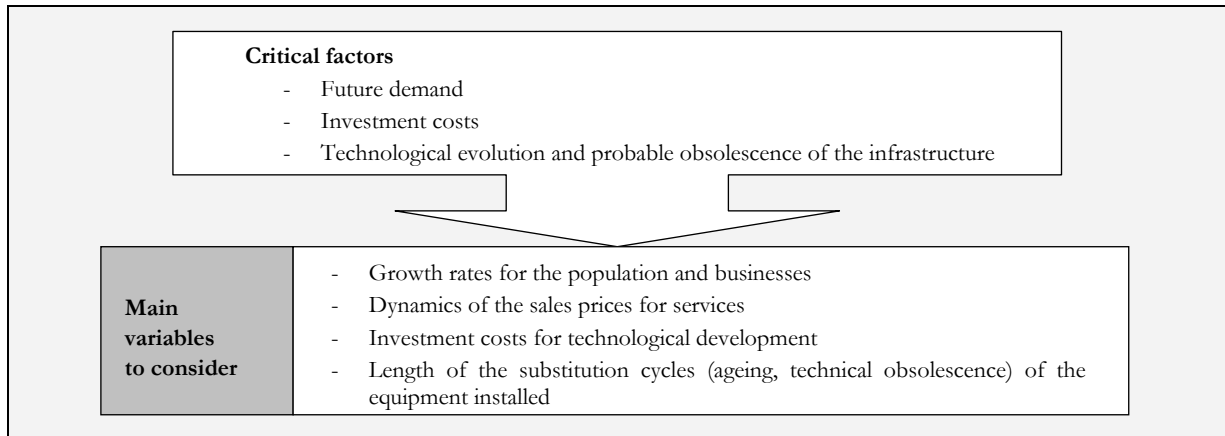 Critical factors
- Future demand
- Investment costs
- Technological evolution and probable obsolescence of the infrastructure
Main
variables
to consider
- Growth rates for the population and businesses
- Dynamics of the sales prices for services
- Investment costs for technological development
- Length of the substitution cycles (ageing, technical obsolescence) of the
equipment installed